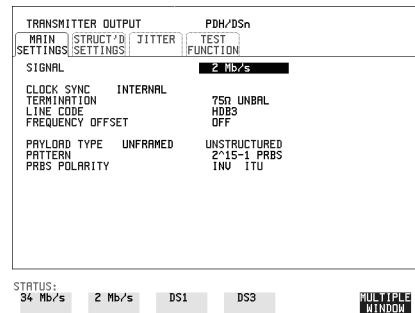 TRANSMITTER OUTPUT PDH/DSn
MAIN SETTINGS STRUCT'D SETTINGS JITTER TEST FUNCTION
SIGNAL 2 Mb/s
CLOCK SYNC INTERNAL
TERMINATION 75Ω UNBAL
LINE CODE HDB3
FREQUENCY OFFSET OFF
PAYLOAD TYPE UNFRAMED UNSTRUCTURED
PATTERN 2^15-1 PRBS
PRBS POLARITY INV ITU
STATUS:
34 Mb/s 2 Mb/s DS1 DS3 MULTIPLE WINDOW